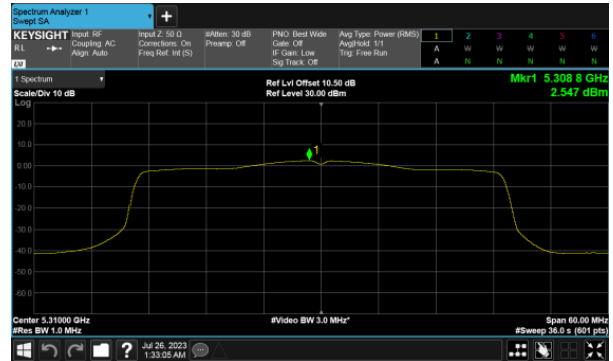 Spectrum Analyzer 1
Swept SA
+
KEYSIGHT Input: RF Input Z: 50 Ω #Atten: 30 dB PNO: Best Wide Avg Type: Power (RMS) 1 2 3 4 5 6
RL Coupling: AC Corrections: On Preamp: Off Gate: Off Avg|Hold: 1/1 A W W W W W
Align: Auto Freq Ref: Int (S) IF Gain: Low Trig: Free Run
LXI Sig Track: Off A N N N N N
1 Spectrum Ref Lvl Offset 10.50 dB Mkr1 5.308 8 GHz
Scale/Div 10 dB Ref Level 30.00 dBm 2.547 dBm
Log
20.0
10.0
0.00
-10.0
-20.0
-30.0
-40.0
-50.0
-60.0
1
Center 5.31000 GHz #Video BW 3.0 MHz* Span 60.00 MHz
#Res BW 1.0 MHz #Sweep 36.0 s (601 pts)
? Jul 26, 2023
1:33:05 AM